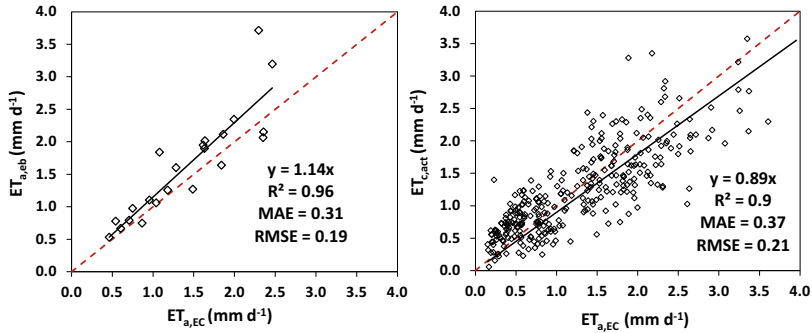 4.0
3.5
3.0
2.5
2.0
1.5
1.0
0.5
0.0
ET a,eb (mm d-1)
y = 1.14x
R² = 0.96
MAE = 0.31
RMSE = 0.19
0.0 0.5 1.0 1.5 2.0 2.5 3.0 3.5 4.0
ET a,EC (mm d-1)
4.0
3.5
3.0
2.5
2.0
1.5
1.0
0.5
0.0
ET c,act (mm d-1)
y = 0.89x
R² = 0.9
MAE = 0.37
RMSE = 0.21
0.0 0.5 1.0 1.5 2.0 2.5 3.0 3.5 4.0
ET a,EC (mm d-1)